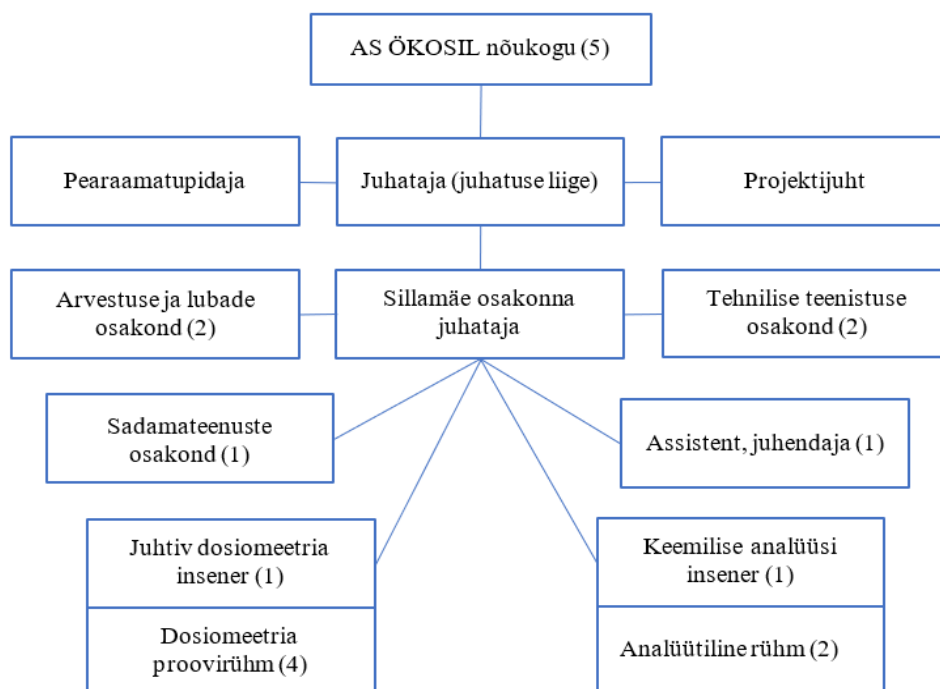 AS ÖKOSIL nõukogu (5)
Pearaamatupidaja
Juhataja (juhatuse liige)
Projektijuht
Arvestuse ja lubade
osakond (2)
Sillamäe osakonna
juhataja
Tehnilise teenistuse
osakond (2)
Sadamateenuste
osakond (1)
Assistent, juhendaja (1)
Juhtiv dosiomeetria
insener (1)
Keemilise analüüsi
insener (1)
Dosiomeetria
proovirühm (4)
Analüütiline rühm (2)